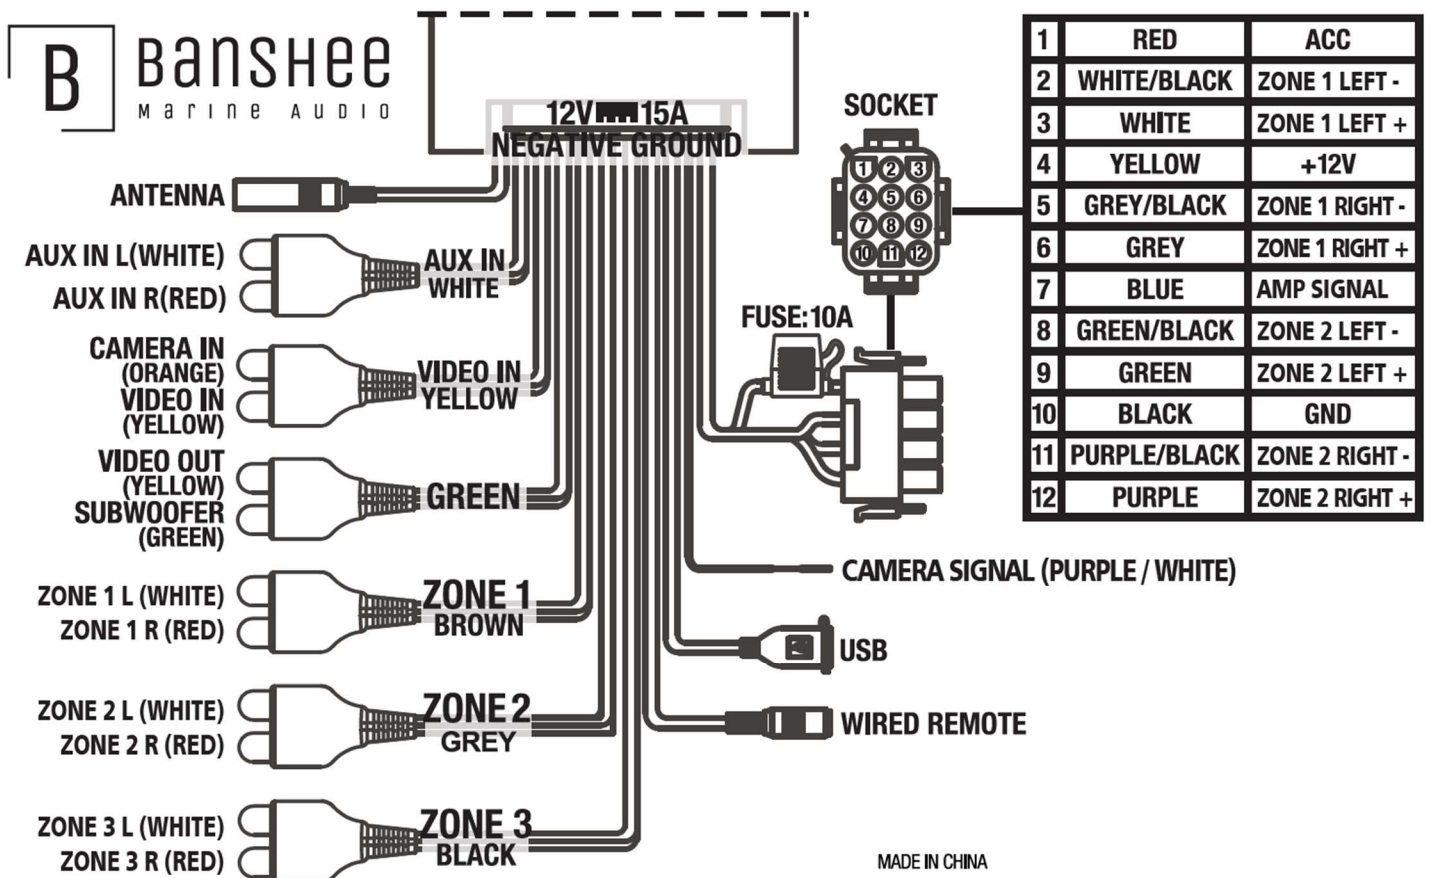 B
BANSHEE
MARINE AUDIO
12V 15A
NEGATIVE GROUND
ANTENNA
AUX IN L(WHITE)
AUX IN R(RED)
AUX IN
WHITE
CAMERA IN
(ORANGE)
VIDEO IN
(YELLOW)
VIDEO IN
YELLOW
VIDEO OUT
(YELLOW)
SUBWOOFER
(GREEN)
GREEN
ZONE 1 L (WHITE)
ZONE 1 R (RED)
ZONE 1
BROWN
ZONE 2 L (WHITE)
ZONE 2 R (RED)
ZONE 2
GREY
ZONE 3 L (WHITE)
ZONE 3 R (RED)
ZONE 3
BLACK
SOCKET
1 2 3
4 5 6
7 8 9
10 11 12
FUSE:10A
CAMERA SIGNAL (PURPLE / WHITE)
USB
WIRED REMOTE
1 RED ACC
2 WHITE/BLACK ZONE 1 LEFT -
3 WHITE ZONE 1 LEFT +
4 YELLOW +12V
5 GREY/BLACK ZONE 1 RIGHT -
6 GREY ZONE 1 RIGHT +
7 BLUE AMP SIGNAL
8 GREEN/BLACK ZONE 2 LEFT -
9 GREEN ZONE 2 LEFT +
10 BLACK GND
11 PURPLE/BLACK ZONE 2 RIGHT -
12 PURPLE ZONE 2 RIGHT +
MADE IN CHINA